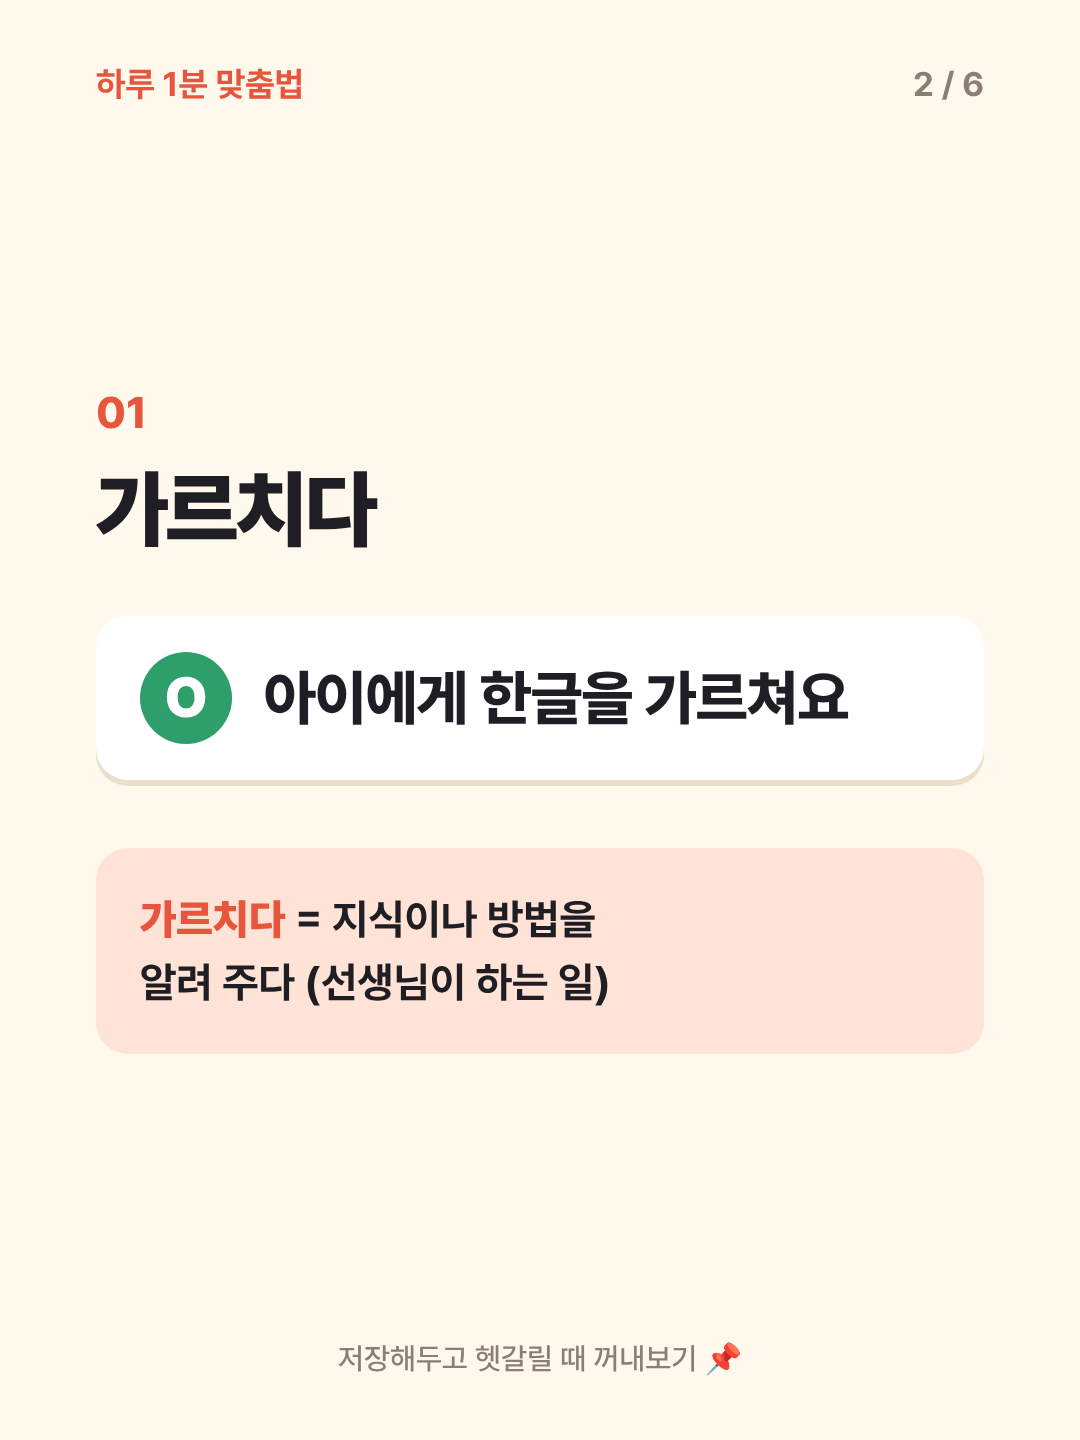 하루 1분 맞춤법
2 / 6
01
가르치다
O 아이에게 한글을 가르쳐요
가르치다 = 지식이나 방법을
알려 주다 (선생님이 하는 일)
저장해두고 헷갈릴 때 꺼내보기 📌